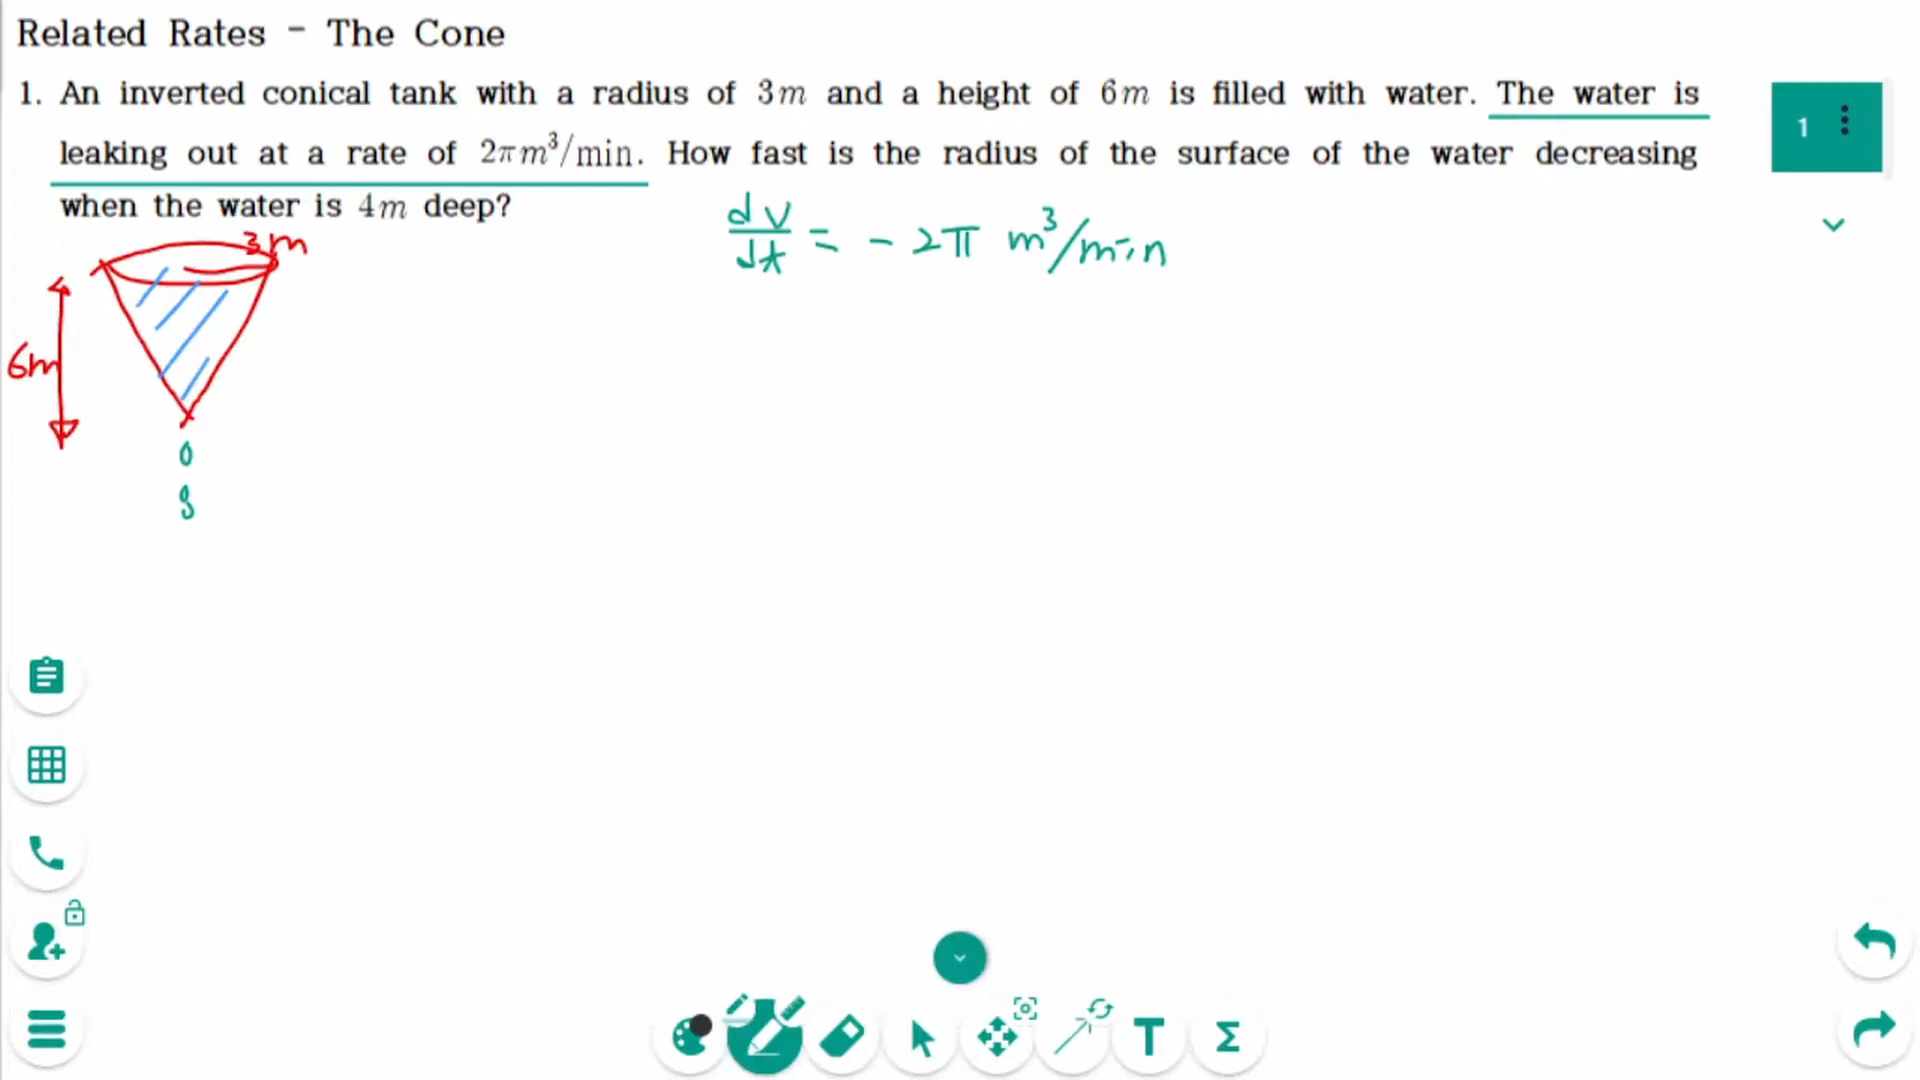 Related Rates - The Cone
1. An inverted conical tank with a radius of 3m and a height of 6m is filled with water. The water is
leaking out at a rate of 2πm³/min. How fast is the radius of the surface of the water decreasing
when the water is 4m deep?
dV/dt = - 2π m³/min
3m
6m
1
T
Σ